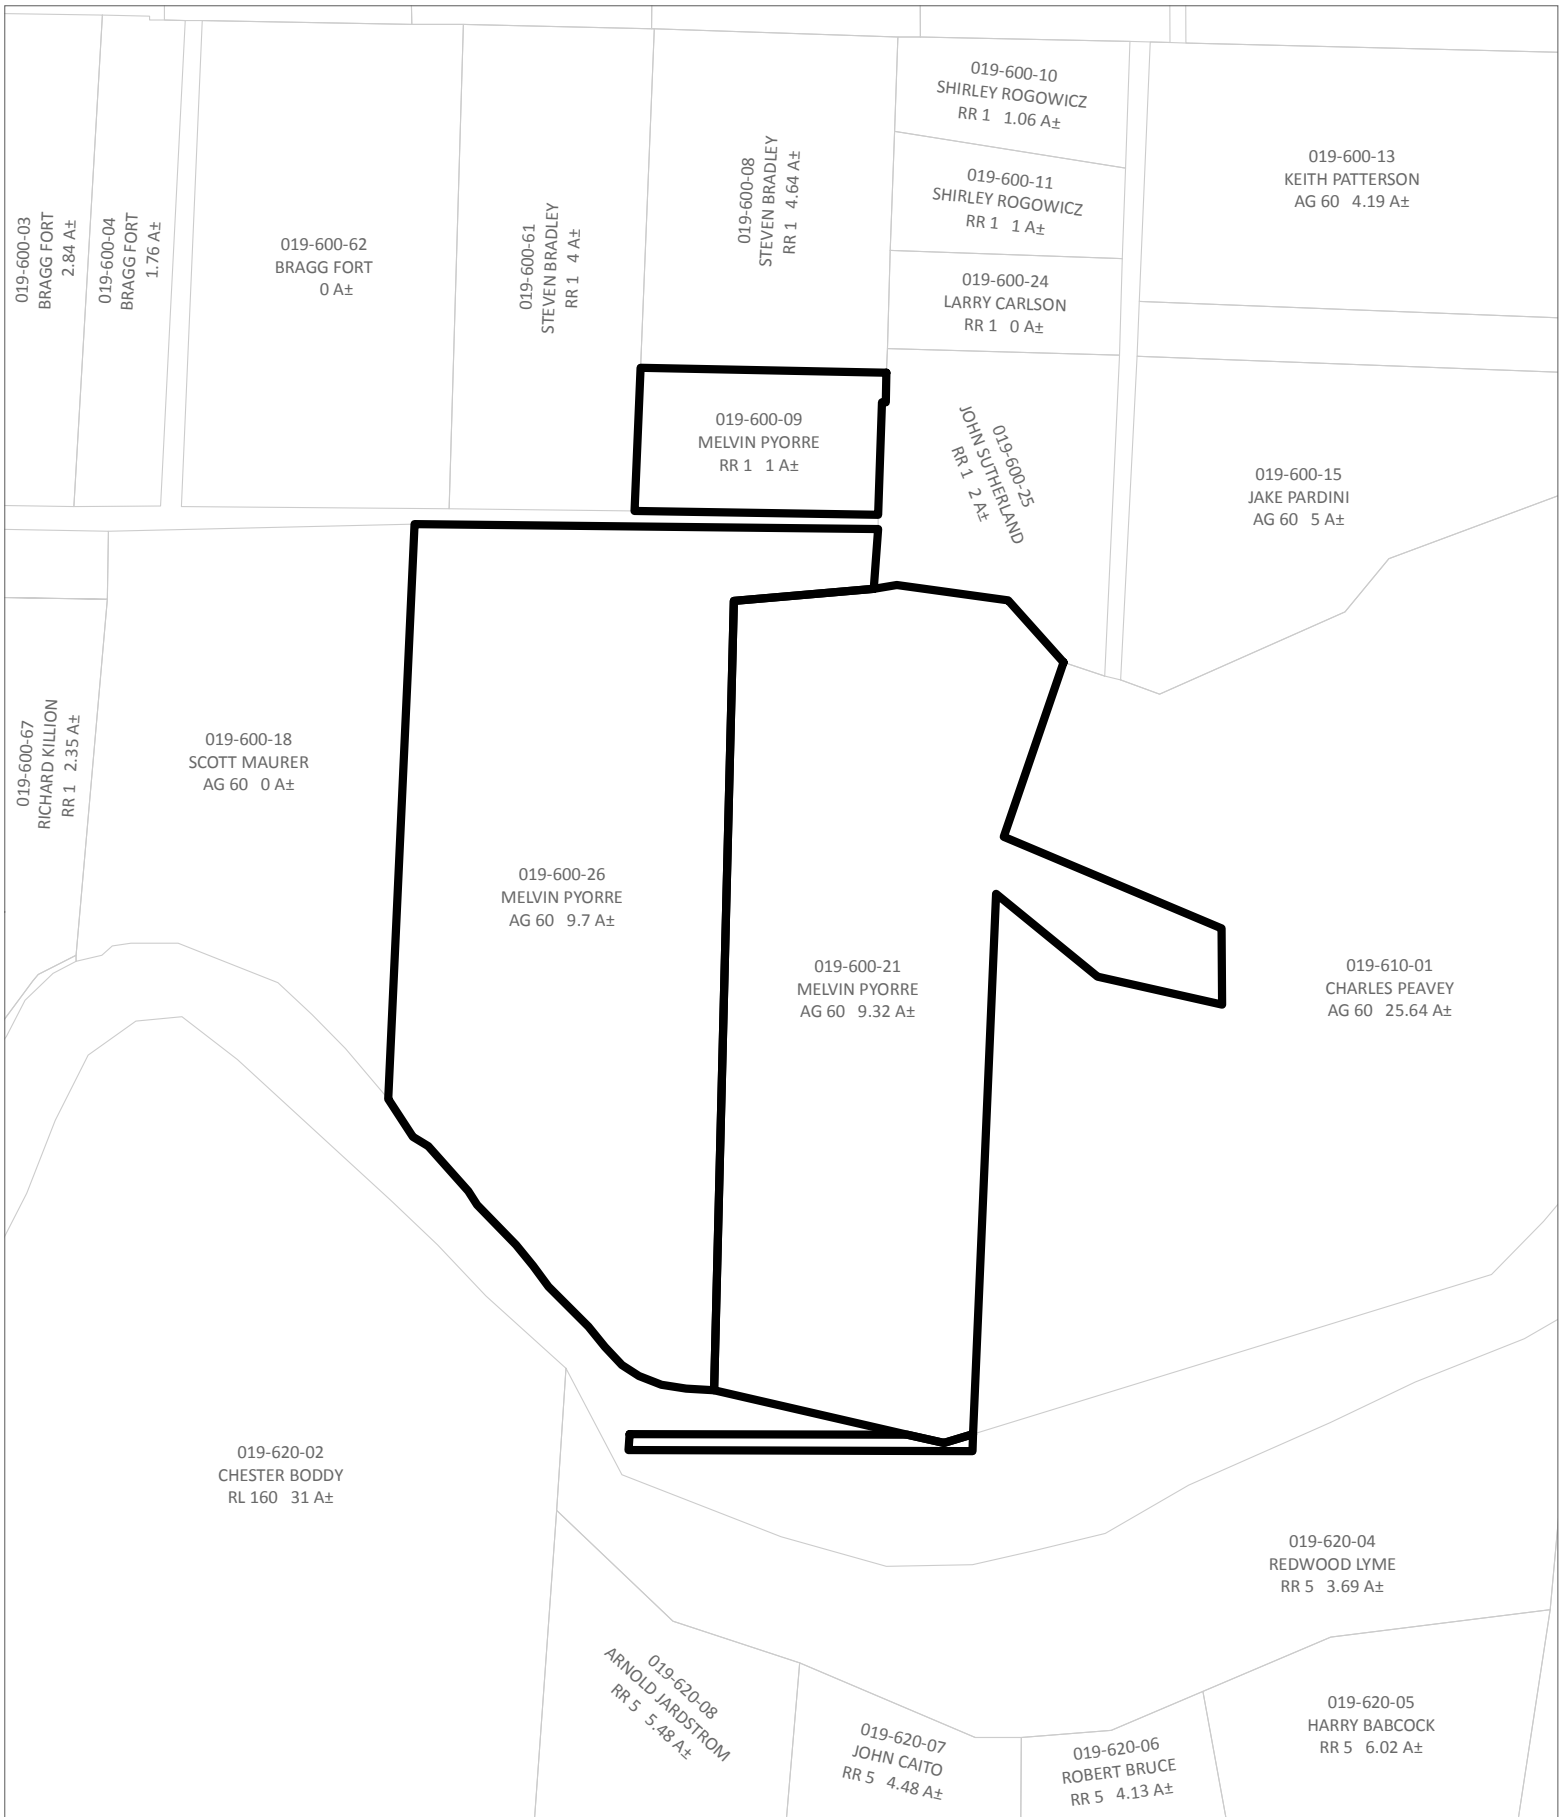 019-600-10
SHIRLEY ROGOWICZ
RR 1 1.06 A±
019-600-11
SHIRLEY ROGOWICZ
RR 1 1 A±
019-600-24
LARRY CARLSON
RR 1 0 A±
019-600-13
KEITH PATTERSON
AG 60 4.19 A±
019-600-03
BRAGG FORT
2.84 A±
019-600-04
BRAGG FORT
1.76 A±
019-600-62
BRAGG FORT
0 A±
019-600-61
STEVEN BRADLEY
RR 1 4 A±
019-600-08
STEVEN BRADLEY
RR 1 4.64 A±
019-600-09
MELVIN PYORRE
RR 1 1 A±
019-600-25
JOHN SUTHERLAND
RR 1 2 A±
019-600-15
JAKE PARDINI
AG 60 5 A±
019-600-67
RICHARD KILLION
RR 1 2.35 A±
019-600-18
SCOTT MAURER
AG 60 0 A±
019-600-26
MELVIN PYORRE
AG 60 9.7 A±
019-600-21
MELVIN PYORRE
AG 60 9.32 A±
019-610-01
CHARLES PEAVEY
AG 60 25.64 A±
019-620-02
CHESTER BODDY
RL 160 31 A±
019-620-04
REDWOOD LYME
RR 5 3.69 A±
019-620-08
ARNOLD JARDSTROM
RR 5 5.48 A±
019-620-07
JOHN CAITO
RR 5 4.48 A±
019-620-06
ROBERT BRUCE
RR 5 4.13 A±
019-620-05
HARRY BABCOCK
RR 5 6.02 A±